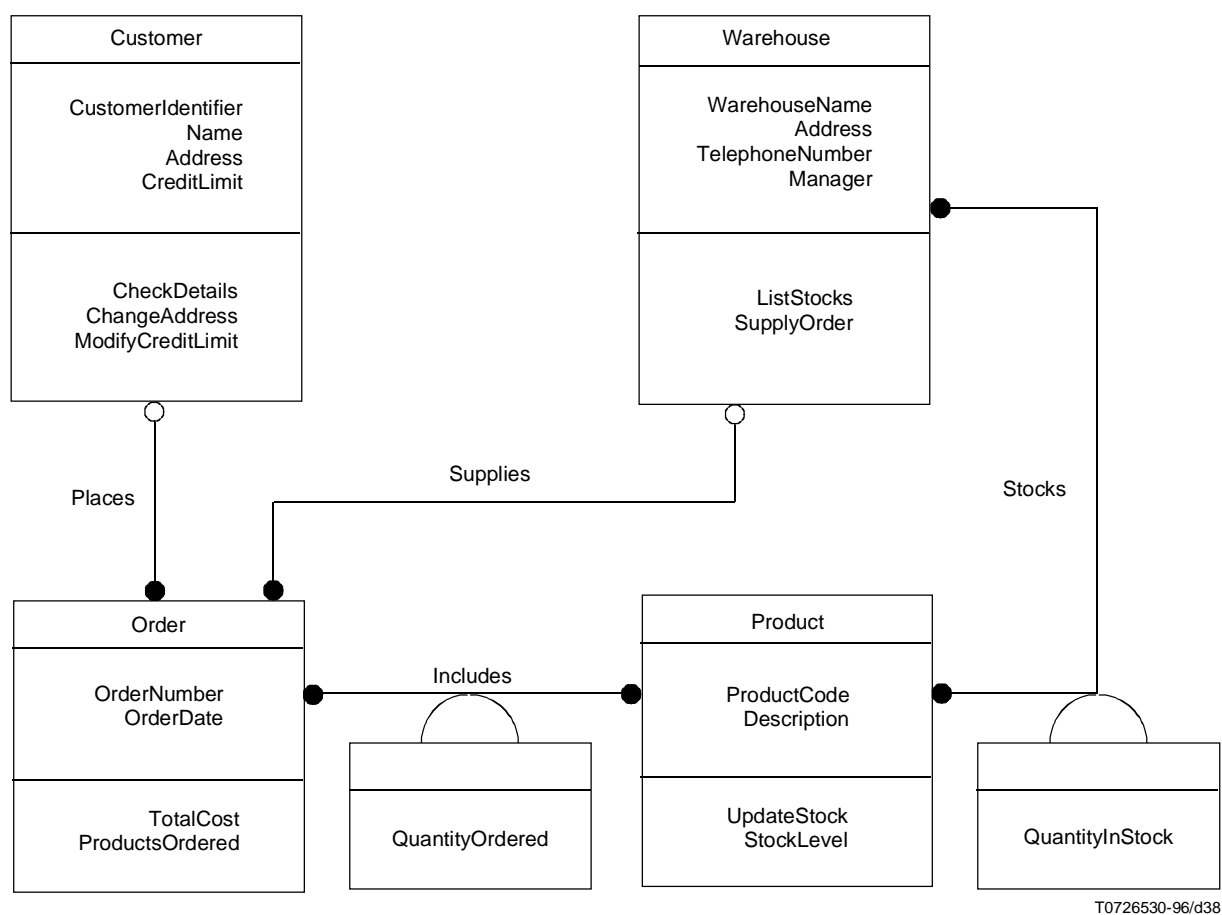 Customer
CustomerIdentifier
Name
Address
CreditLimit
CheckDetails
ChangeAddress
ModifyCreditLimit
Warehouse
WarehouseName
Address
TelephoneNumber
Manager
ListStocks
SupplyOrder
Places
Supplies
Stocks
Order
OrderNumber
OrderDate
TotalCost
ProductsOrdered
Includes
QuantityOrdered
Product
ProductCode
Description
UpdateStock
StockLevel
QuantityInStock
T0726530-96/d38